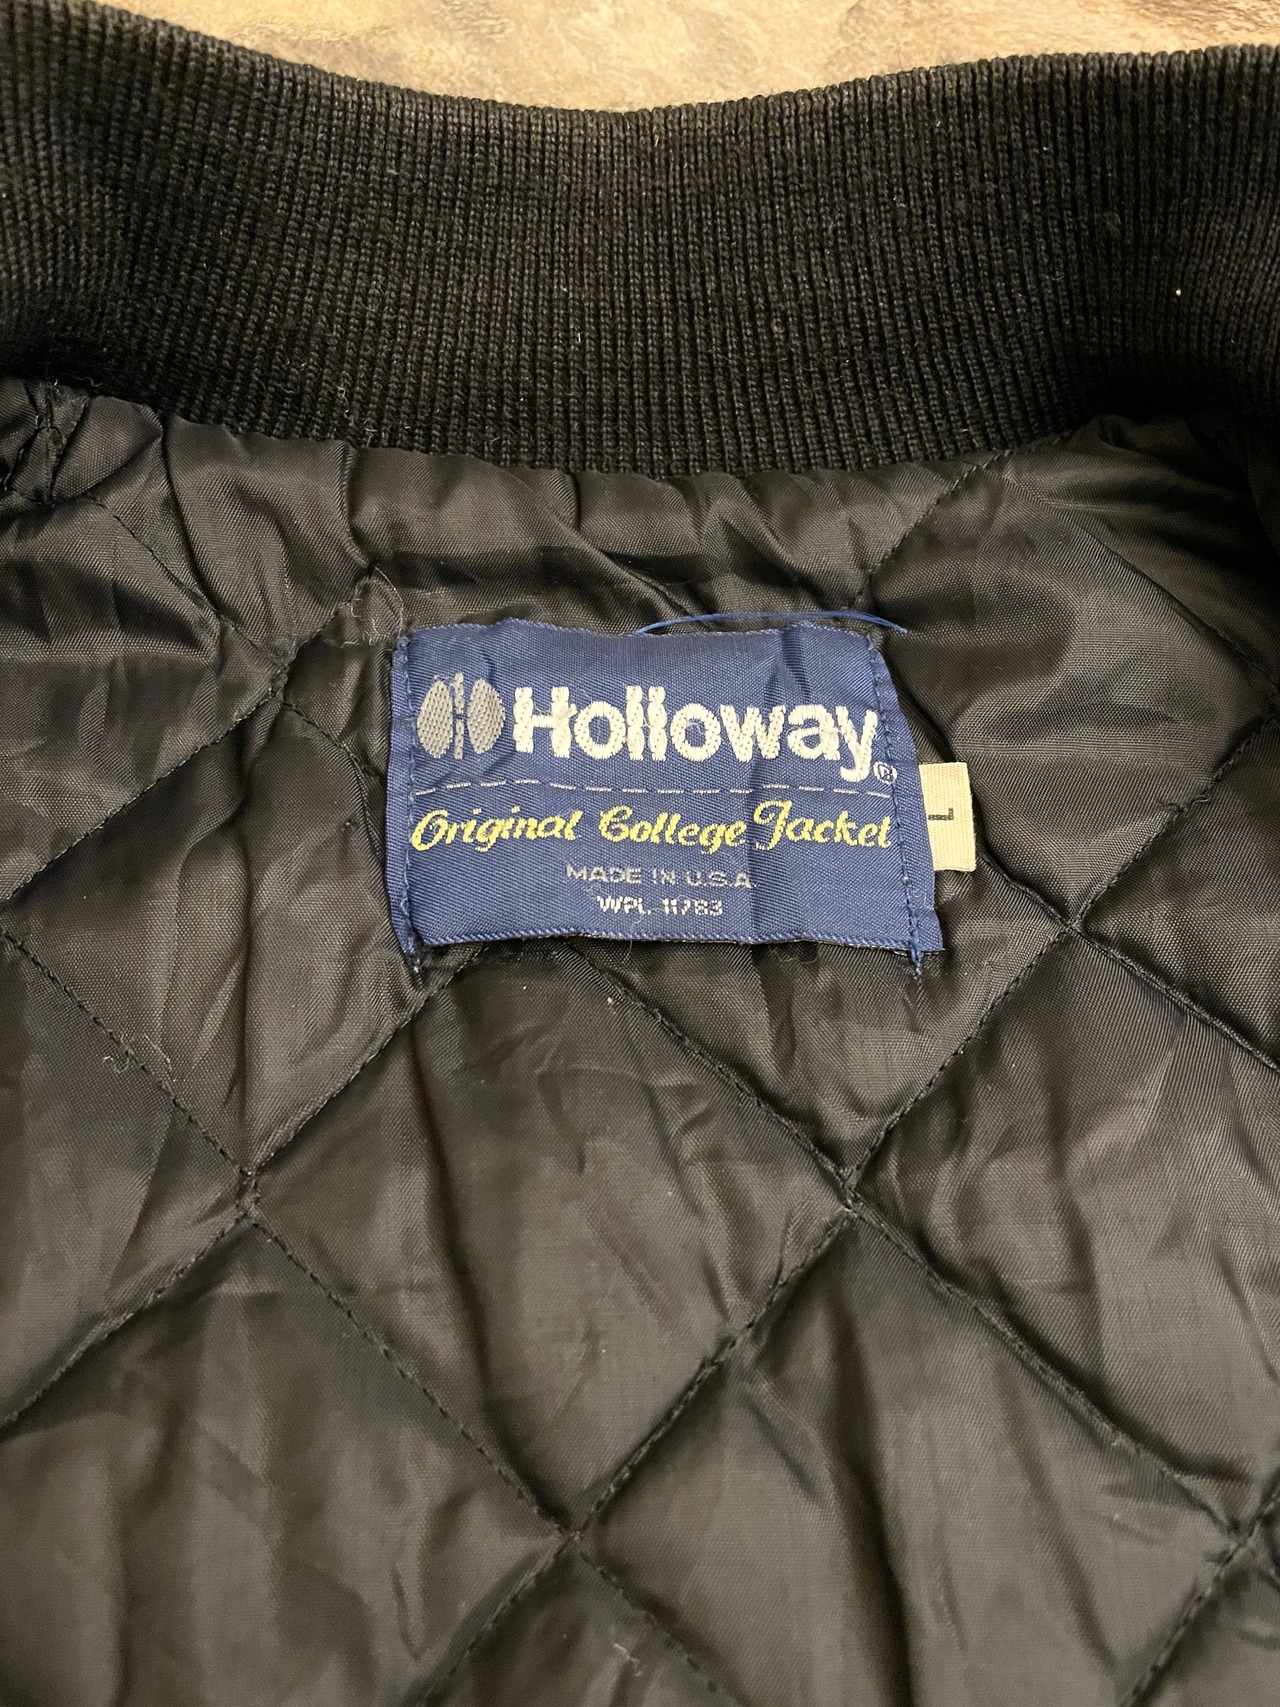 Holloway®
Original College Jacket
MADE IN U.S.A.
WPL 11783
L